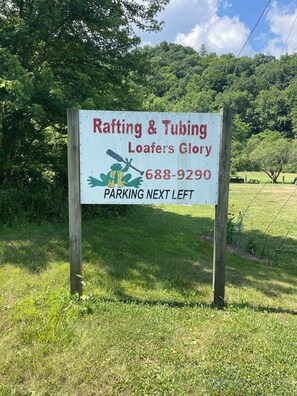 Rafting & Tubing
Loafers Glory
688-9290
PARKING NEXT LEFT